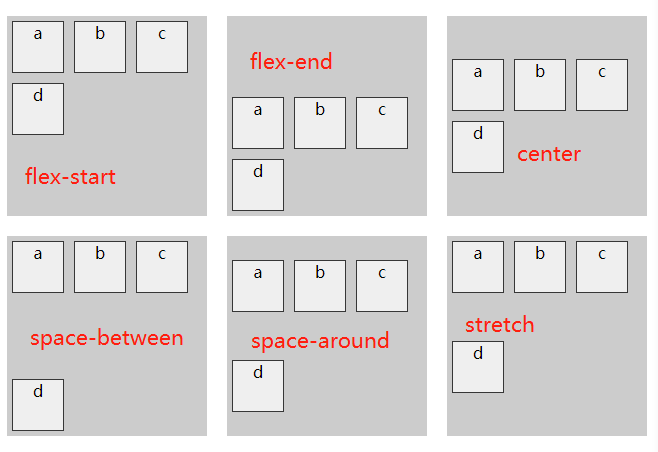 a b c
d
flex-start
flex-end
a b c
d
a b c
d
center
a b c
space-between
d
a b c
space-around
d
a b c
stretch
d